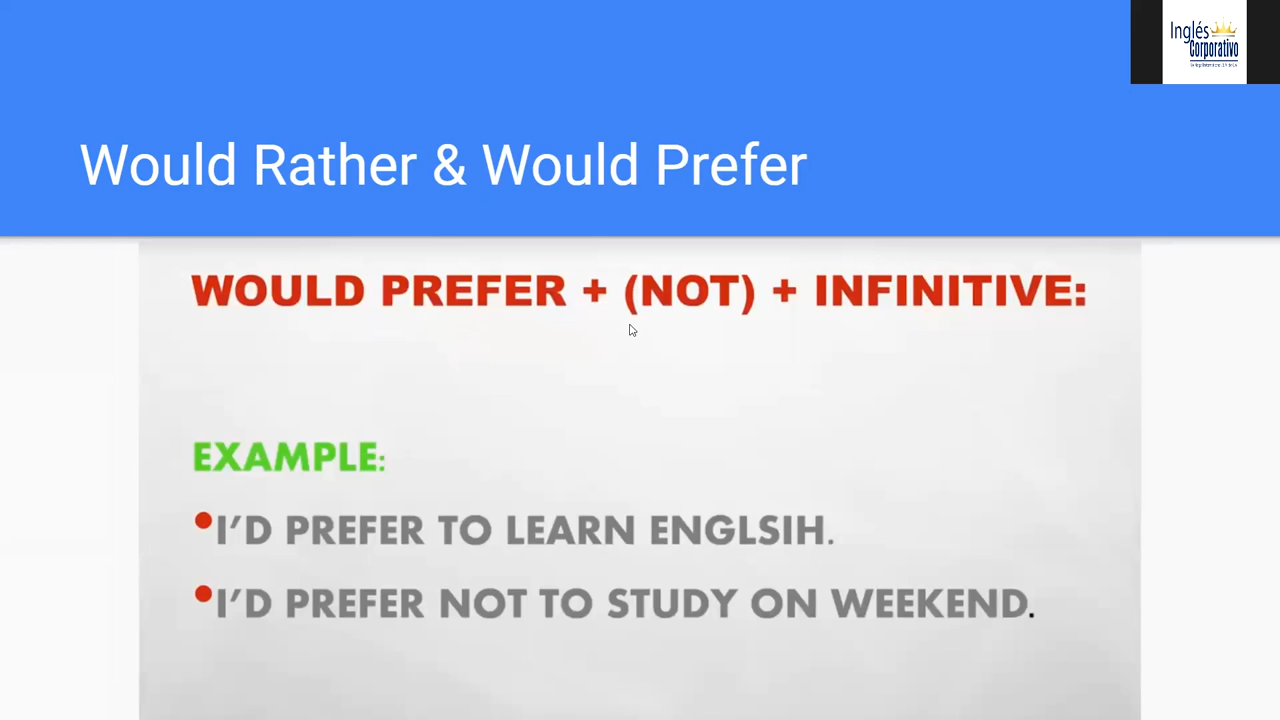 Inglés
Corporativo
Would Rather & Would Prefer
WOULD PREFER + (NOT) + INFINITIVE:
EXAMPLE:
•I'D PREFER TO LEARN ENGLSIH.
•I'D PREFER NOT TO STUDY ON WEEKEND.